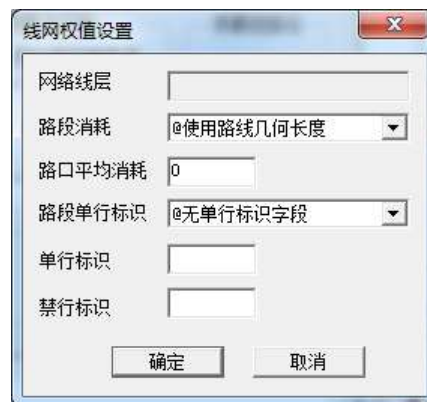 线网权值设置
网络线层
路段消耗 @使用路线几何长度
路口平均消耗 0
路段单行标识 @无单行标识字段
单行标识
禁行标识
确定 取消